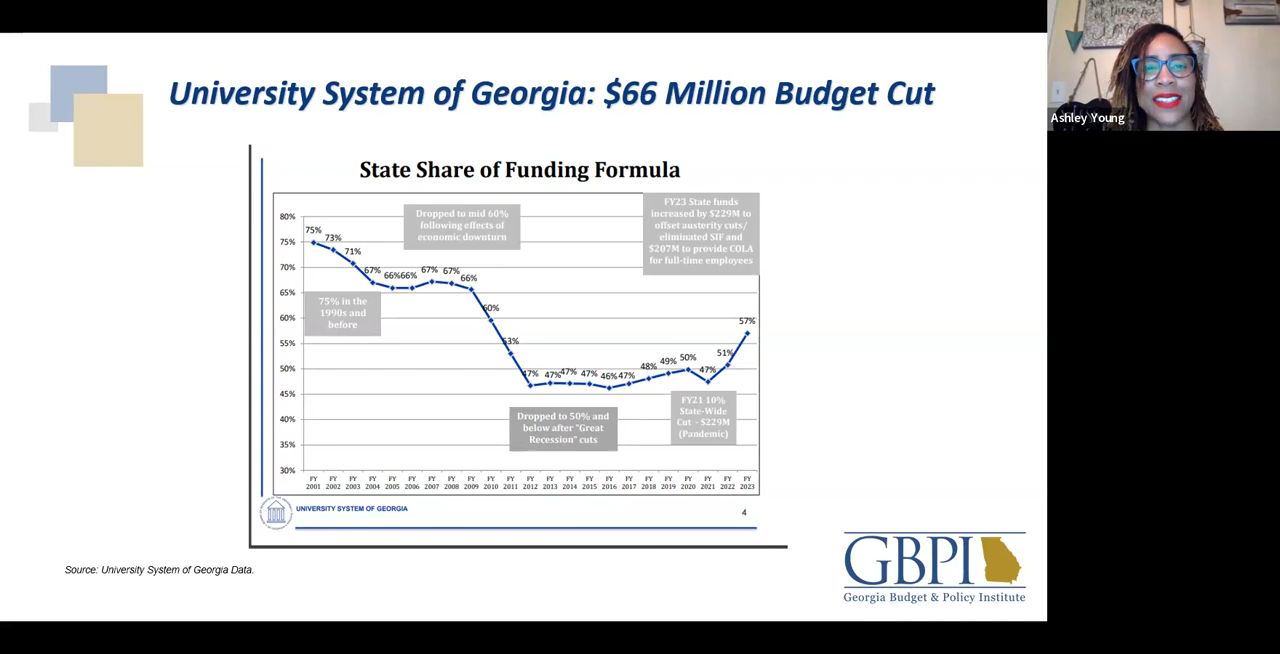 University System of Georgia: $66 Million Budget Cut
Ashley Young
State Share of Funding Formula
80%
75%
70%
65%
60%
55%
50%
45%
40%
35%
30%
75%
73%
71%
67%
66%
66%
67%
67%
66%
60%
53%
47%
47%
47%
47%
46%
47%
48%
49%
50%
47%
51%
57%
Dropped to mid 60%
following effects of
economic downturn
FY23 State funds
increased by $229M to
offset austerity cuts/
eliminated SIF and
$207M to provide COLA
for full-time employees
75% in the
1990s and
before
Dropped to 50% and
below after "Great
Recession" cuts
FY21 10%
State-Wide
Cut - $229M
(Pandemic)
FY 2001
FY 2002
FY 2003
FY 2004
FY 2005
FY 2006
FY 2007
FY 2008
FY 2009
FY 2010
FY 2011
FY 2012
FY 2013
FY 2014
FY 2015
FY 2016
FY 2017
FY 2018
FY 2019
FY 2020
FY 2021
FY 2022
FY 2023
UNIVERSITY SYSTEM OF GEORGIA
4
Source: University System of Georgia Data.
GBPI
Georgia Budget & Policy Institute